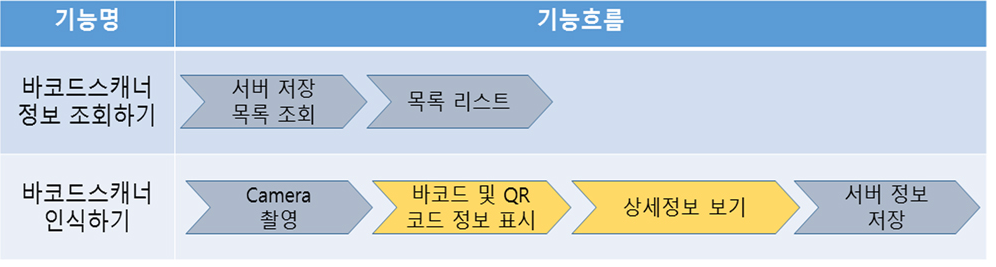 기능명
기능흐름
바코드스캐너
정보 조회하기
서버 저장
목록 조회
목록 리스트
바코드스캐너
인식하기
Camera
촬영
바코드 및 QR
코드 정보 표시
상세정보 보기
서버 정보
저장